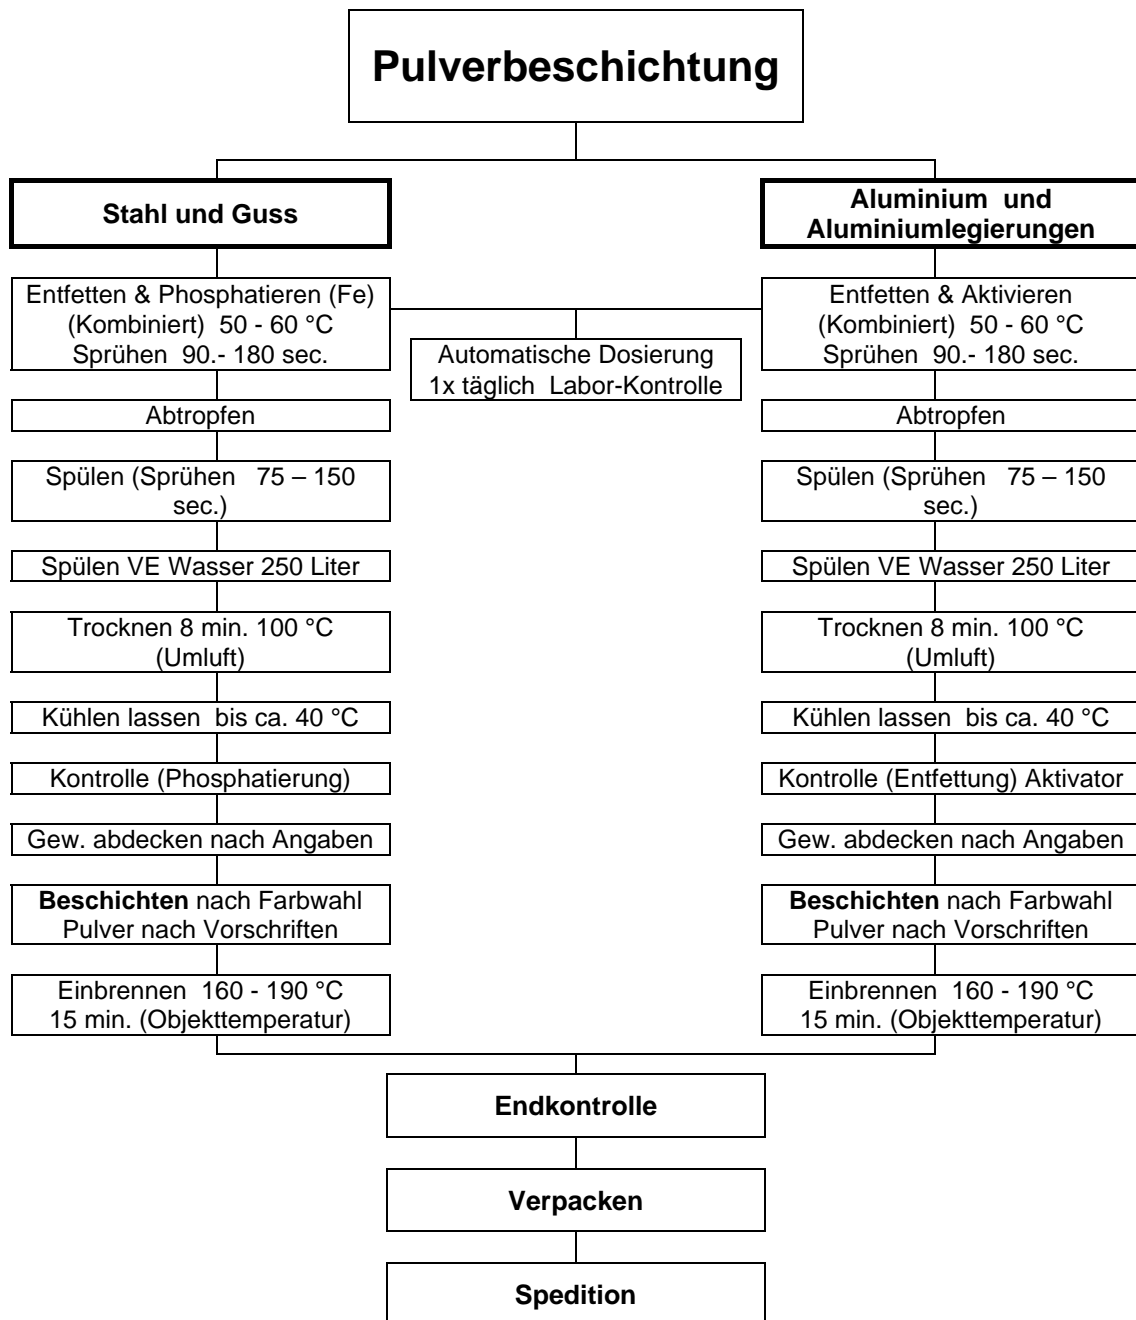 Pulverbeschichtung
Stahl und Guss
Entfetten & Phosphatieren (Fe)
(Kombiniert) 50 - 60 °C
Sprühen 90.- 180 sec.
Abtropfen
Spülen (Sprühen 75 – 150
sec.)
Spülen VE Wasser 250 Liter
Trocknen 8 min. 100 °C
(Umluft)
Kühlen lassen bis ca. 40 °C
Kontrolle (Phosphatierung)
Gew. abdecken nach Angaben
Beschichten nach Farbwahl
Pulver nach Vorschriften
Einbrennen 160 - 190 °C
15 min. (Objekttemperatur)
Automatische Dosierung
1x täglich Labor-Kontrolle
Aluminium und
Aluminiumlegierungen
Entfetten & Aktivieren
(Kombiniert) 50 - 60 °C
Sprühen 90.- 180 sec.
Abtropfen
Spülen (Sprühen 75 – 150
sec.)
Spülen VE Wasser 250 Liter
Trocknen 8 min. 100 °C
(Umluft)
Kühlen lassen bis ca. 40 °C
Kontrolle (Entfettung) Aktivator
Gew. abdecken nach Angaben
Beschichten nach Farbwahl
Pulver nach Vorschriften
Einbrennen 160 - 190 °C
15 min. (Objekttemperatur)
Endkontrolle
Verpacken
Spedition